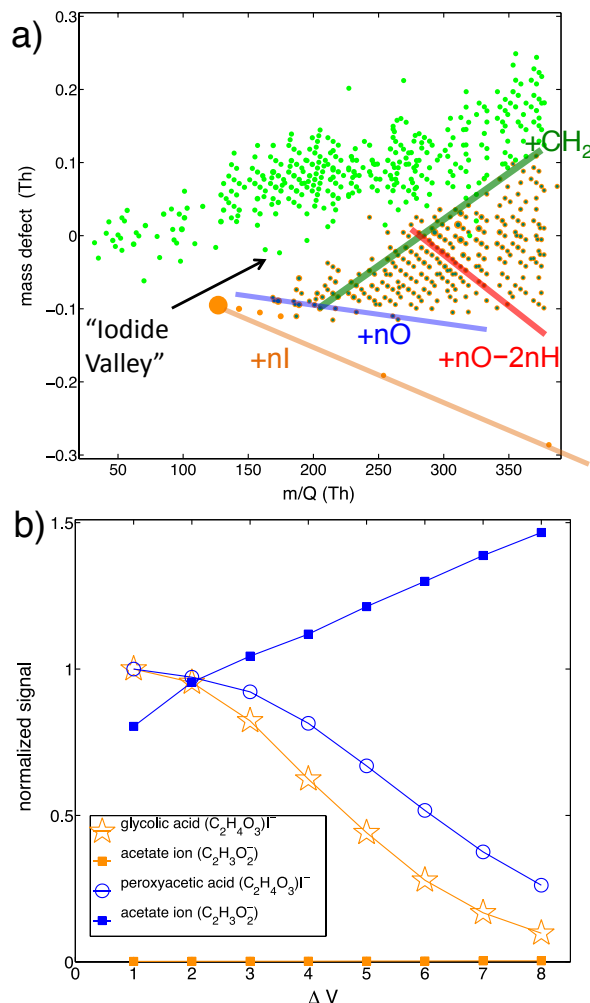 a)
0.3
0.2
0.1
0
−0.1
−0.2
−0.3
mass defect (Th)
+CH2
"Iodide
Valley"
+nO
+nI
+nO−2nH
50 100 150 200 250 300 350
m/Q (Th)
b)
1.5
1
0.5
0
normalized signal
glycolic acid (C2H4O3)I−
acetate ion (C2H3O2−)
peroxyacetic acid (C2H4O3)I−
acetate ion (C2H3O2−)
1 2 3 4 5 6 7 8
Δ V